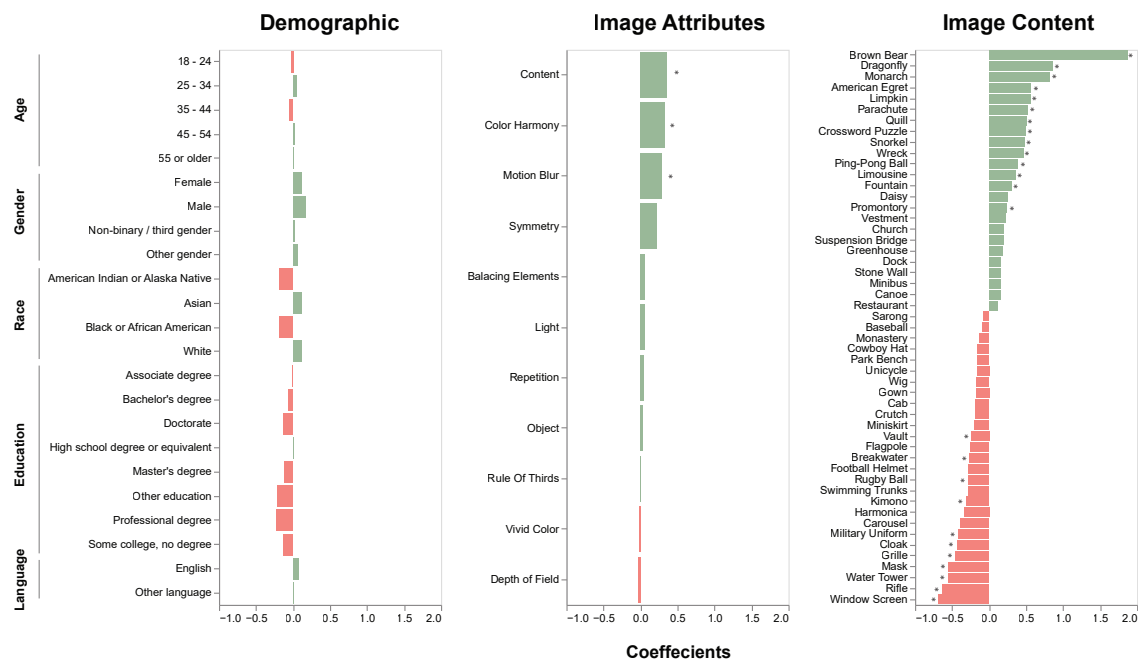 Demographic
Age
18 - 24
25 - 34
35 - 44
45 - 54
55 or older
Gender
Female
Male
Non-binary / third gender
Other gender
Race
American Indian or Alaska Native
Asian
Black or African American
White
Education
Associate degree
Bachelor's degree
Doctorate
High school degree or equivalent
Master's degree
Other education
Professional degree
Some college, no degree
Language
English
Other language
−1.0 −0.5 0.0 0.5 1.0 1.5 2.0
Image Attributes
Content *
Color Harmony *
Motion Blur *
Symmetry
Balacing Elements
Light
Repetition
Object
Rule Of Thirds
Vivid Color
Depth of Field
−1.0 −0.5 0.0 0.5 1.0 1.5 2.0
Image Content
Brown Bear *
Dragonfly *
Monarch *
American Egret *
Limpkin *
Parachute *
Quill *
Crossword Puzzle *
Snorkel *
Wreck *
Ping-Pong Ball *
Limousine *
Fountain *
Daisy
Promontory *
Vestment
Church
Suspension Bridge
Greenhouse
Dock
Stone Wall
Minibus
Canoe
Restaurant
Sarong
Baseball
Monastery
Cowboy Hat
Park Bench
Unicycle
Wig
Gown
Cab
Crutch
Miniskirt
Vault *
Flagpole
Breakwater *
Football Helmet
Rugby Ball *
Swimming Trunks
Kimono *
Harmonica
Carousel
Military Uniform *
Cloak *
Grille *
Mask *
Water Tower *
Rifle *
Window Screen *
−1.0 −0.5 0.0 0.5 1.0 1.5 2.0
Coeffecients